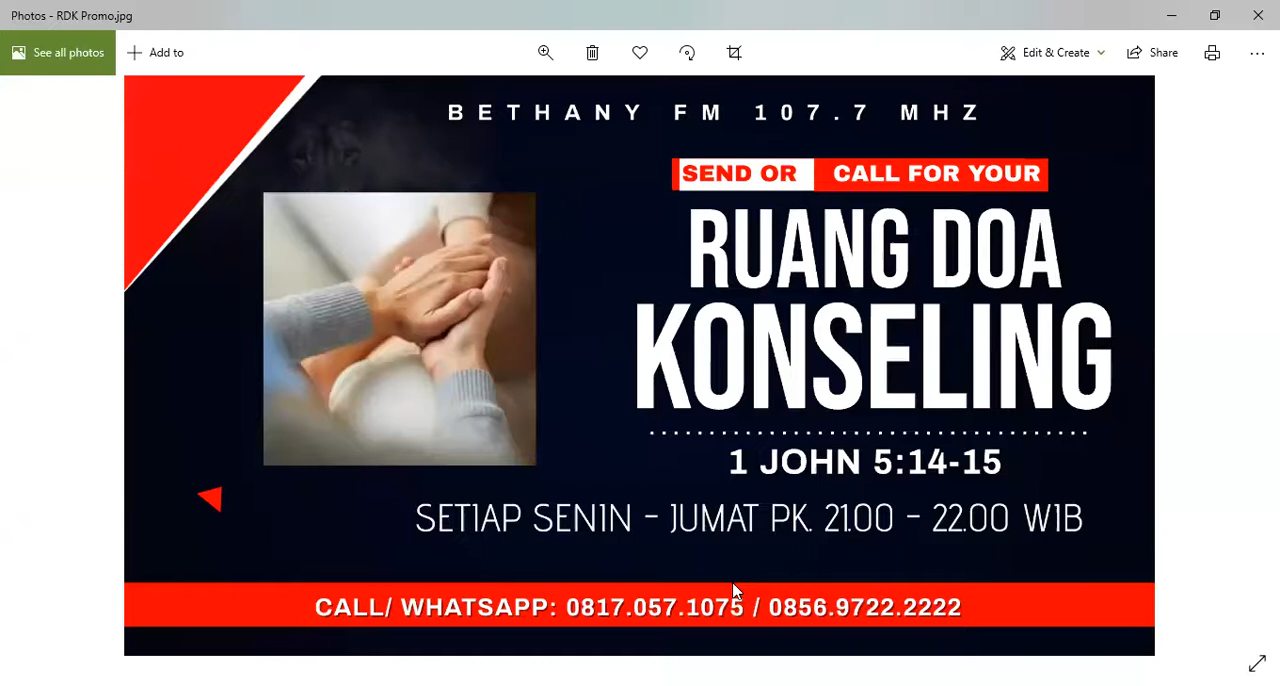 Photos - RDK Promo.jpg
See all photos
Add to
Edit & Create
Share
BETHANY FM 107.7 MHZ
SEND OR CALL FOR YOUR
RUANG DOA
KONSELING
1 JOHN 5:14-15
SETIAP SENIN - JUMAT PK. 21.00 - 22.00 WIB
CALL/ WHATSAPP: 0817.057.1075 / 0856.9722.2222